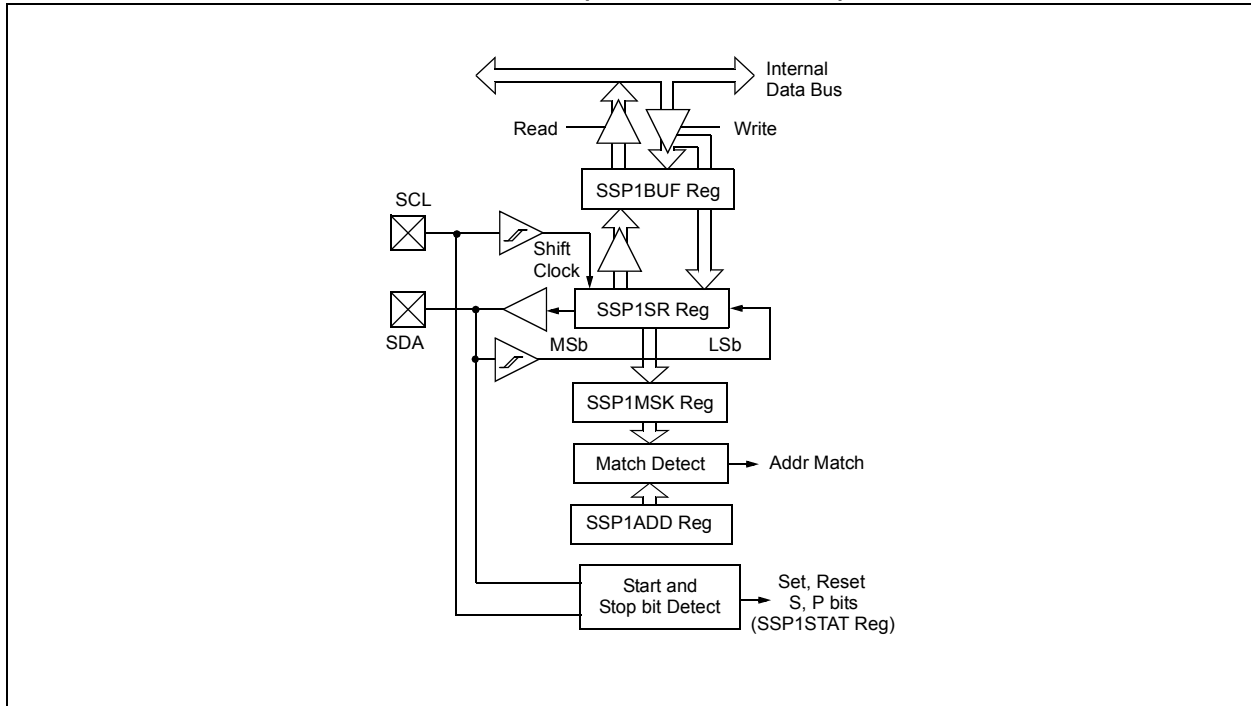 Internal
Data Bus
Read
Write
SSP1BUF Reg
SCL
Shift
Clock
SSP1SR Reg
SDA
MSb
LSb
SSP1MSK Reg
Match Detect
Addr Match
SSP1ADD Reg
Start and
Stop bit Detect
Set, Reset
S, P bits
(SSP1STAT Reg)